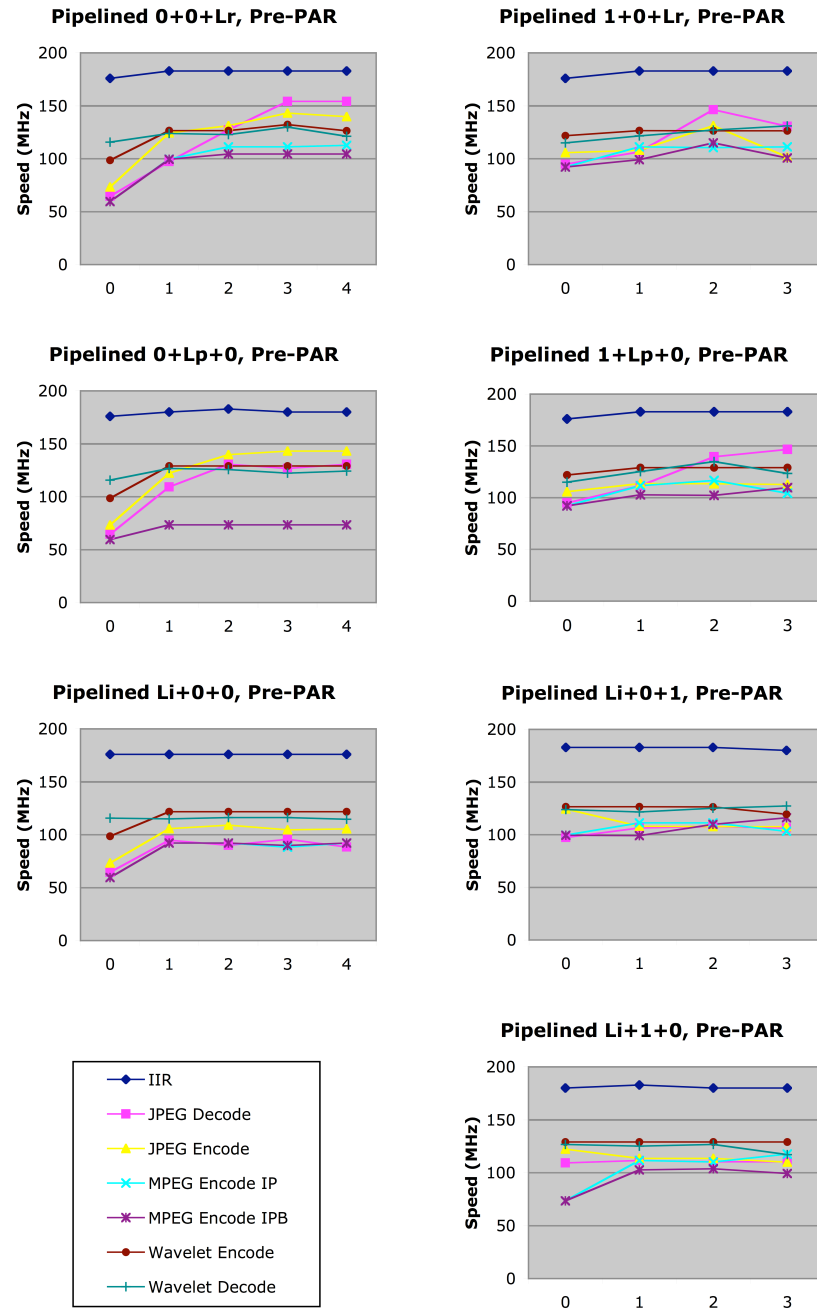 Pipelined 0+0+Lr, Pre-PAR
Speed (MHz)
200
150
100
50
0
0 1 2 3 4
Pipelined 1+0+Lr, Pre-PAR
Speed (MHz)
200
150
100
50
0
0 1 2 3
Pipelined 0+Lp+0, Pre-PAR
Speed (MHz)
200
150
100
50
0
0 1 2 3 4
Pipelined 1+Lp+0, Pre-PAR
Speed (MHz)
200
150
100
50
0
0 1 2 3
Pipelined Li+0+0, Pre-PAR
Speed (MHz)
200
150
100
50
0
0 1 2 3 4
Pipelined Li+0+1, Pre-PAR
Speed (MHz)
200
150
100
50
0
0 1 2 3
IIR
JPEG Decode
JPEG Encode
MPEG Encode IP
MPEG Encode IPB
Wavelet Encode
Wavelet Decode
Pipelined Li+1+0, Pre-PAR
Speed (MHz)
200
150
100
50
0
0 1 2 3